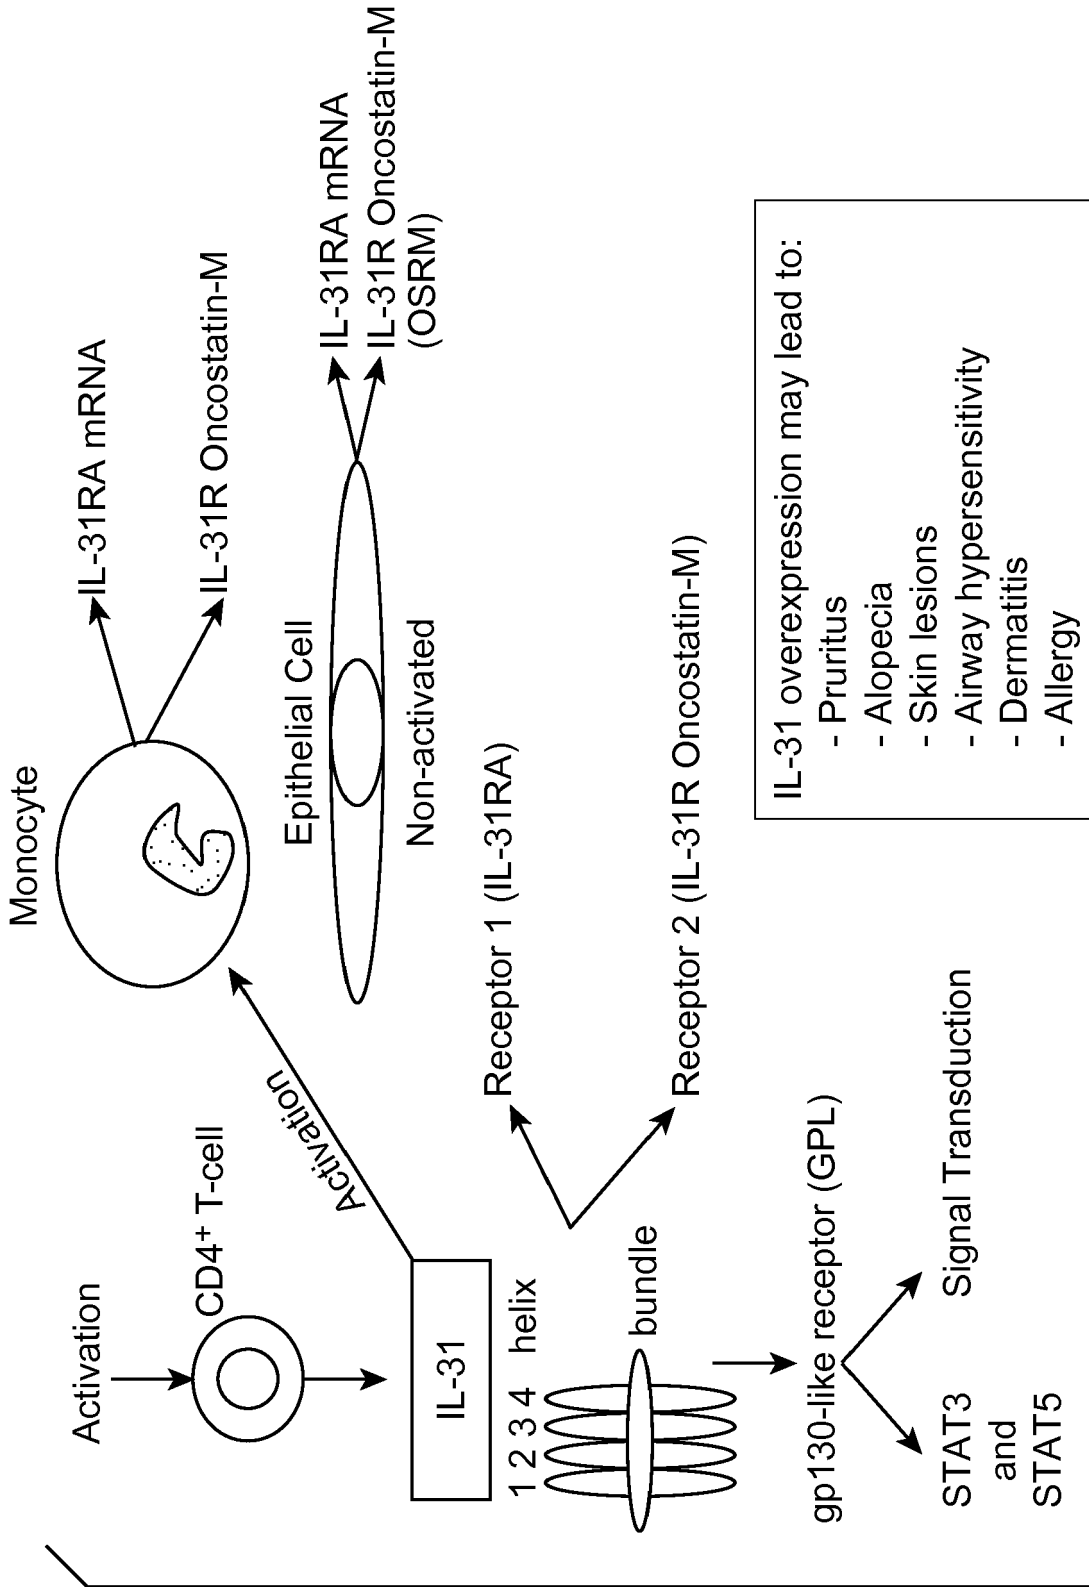 Activation
CD4+ T-cell
IL-31
1 2 3 4 helix
bundle
gp130-like receptor (GPL)
STAT3
and
STAT5
Signal Transduction
Activation
Monocyte
IL-31RA mRNA
IL-31R Oncostatin-M
Epithelial Cell
Non-activated
IL-31RA mRNA
IL-31R Oncostatin-M
(OSRM)
Receptor 1 (IL-31RA)
Receptor 2 (IL-31R Oncostatin-M)
IL-31 overexpression may lead to:
- Pruritus
- Alopecia
- Skin lesions
- Airway hypersensitivity
- Dermatitis
- Allergy